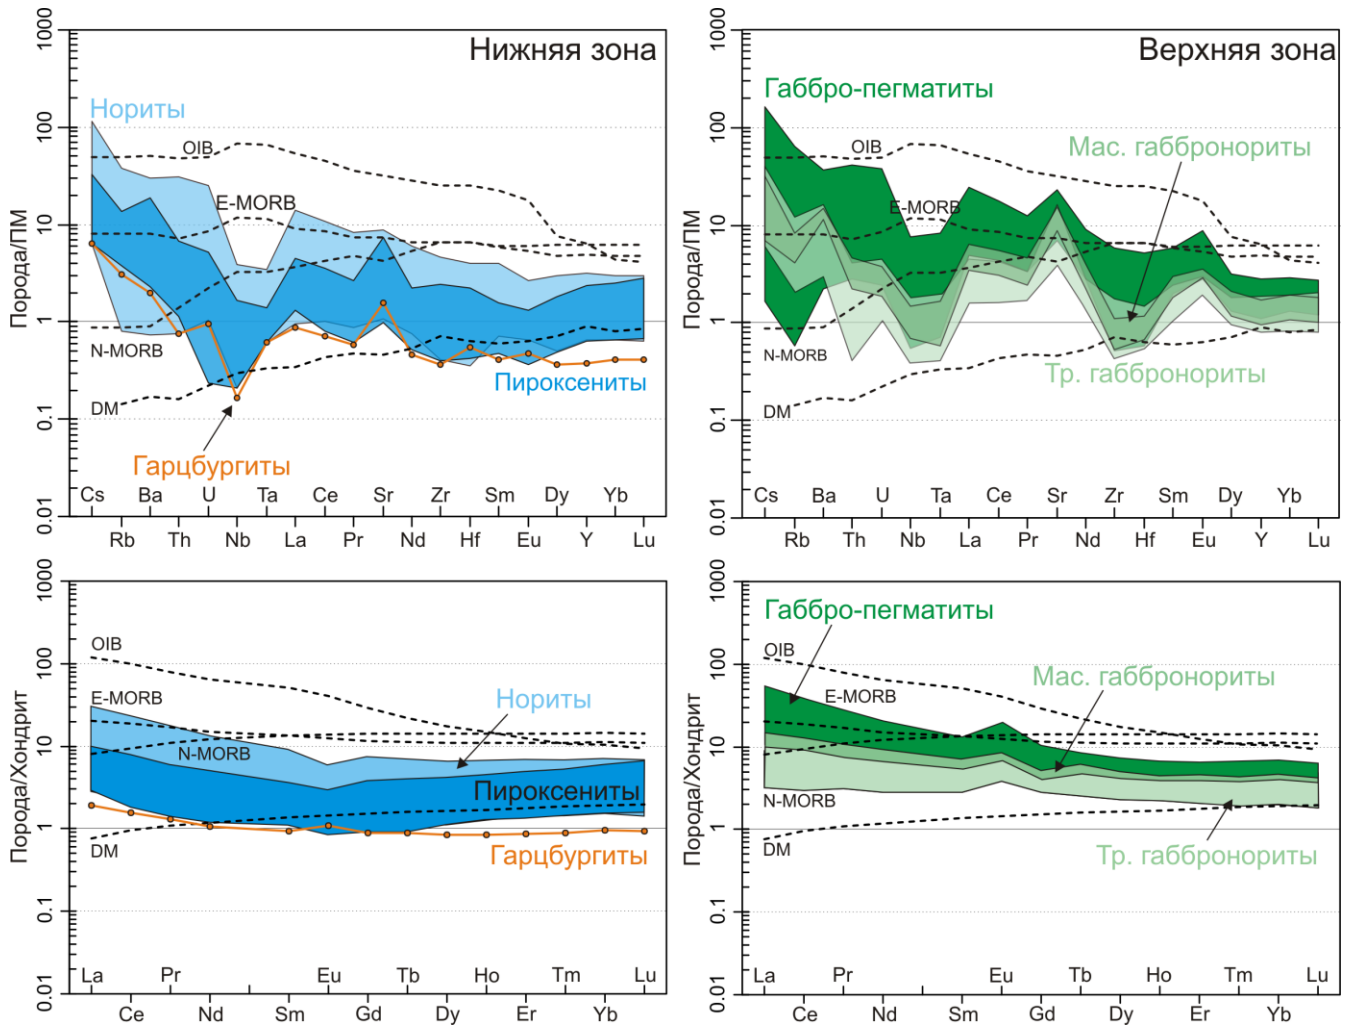 Нижняя зона
Порода/ПМ
1000
100
10
1
0.1
0.01
Нориты
OIB
E-MORB
N-MORB
DM
Пироксениты
Гарцбургиты
Cs Ba U Ta Ce Sr Zr Sm Dy Yb
Rb Th Nb La Pr Nd Hf Eu Y Lu
Верхняя зона
Порода/ПМ
1000
100
10
1
0.1
0.01
Габбро-пегматиты
OIB
Мас. габбронориты
E-MORB
N-MORB
Тр. габбронориты
DM
Cs Ba U Ta Ce Sr Zr Sm Dy Yb
Rb Th Nb La Pr Nd Hf Eu Y Lu
Порода/Хондрит
1000
100
10
1
0.1
0.01
OIB
E-MORB
Нориты
N-MORB
Пироксениты
DM
Гарцбургиты
La Pr Eu Tb Ho Tm Lu
Ce Nd Sm Gd Dy Er Yb
Порода/Хондрит
1000
100
10
1
0.1
0.01
Габбро-пегматиты
OIB
E-MORB
Мас. габбронориты
N-MORB
DM
Тр. габбронориты
La Pr Eu Tb Ho Tm Lu
Ce Nd Sm Gd Dy Er Yb